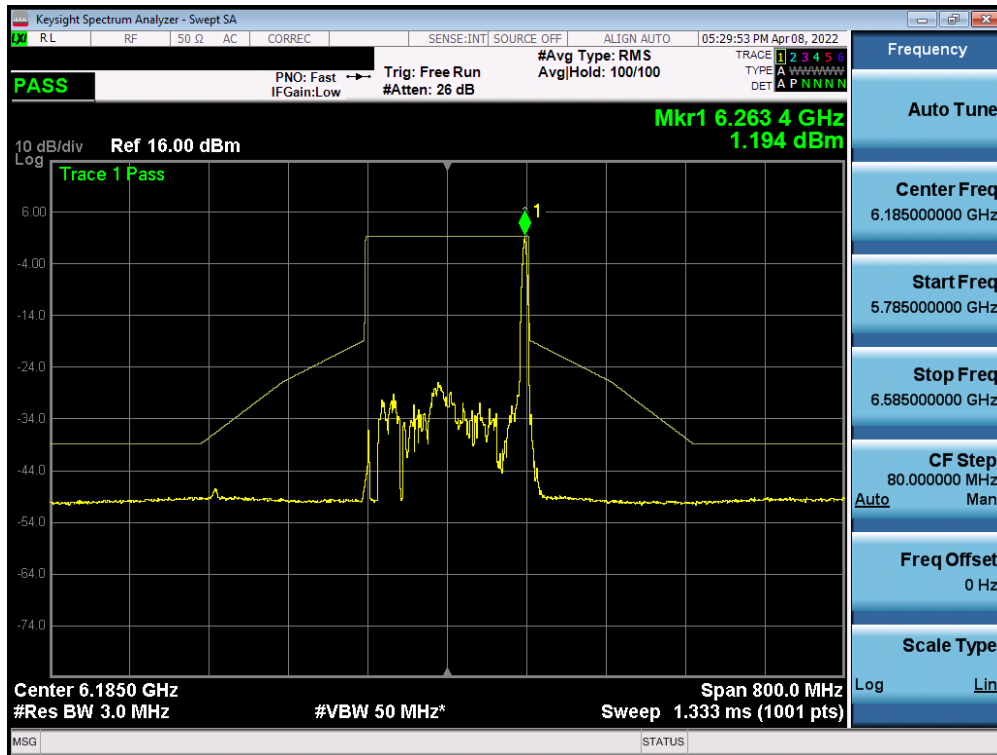 Keysight Spectrum Analyzer - Swept SA
LXI RL RF 50 Ω AC CORREC SENSE:INT SOURCE OFF ALIGN AUTO 05:29:53 PM Apr 08, 2022
PASS
PNO: Fast
IFGain:Low
Trig: Free Run
#Atten: 26 dB
#Avg Type: RMS
Avg|Hold: 100/100
TRACE 1 2 3 4 5 6
TYPE A WWWWW
DET A P N N N N
Mkr1 6.263 4 GHz
1.194 dBm
10 dB/div Ref 16.00 dBm
Log
Trace 1 Pass
1
6.00
-4.00
-14.0
-24.0
-34.0
-44.0
-54.0
-64.0
-74.0
Center 6.1850 GHz Span 800.0 MHz
#Res BW 3.0 MHz #VBW 50 MHz* Sweep 1.333 ms (1001 pts)
MSG STATUS
Frequency
Auto Tune
Center Freq
6.185000000 GHz
Start Freq
5.785000000 GHz
Stop Freq
6.585000000 GHz
CF Step
80.000000 MHz
Auto Man
Freq Offset
0 Hz
Scale Type
Log Lin